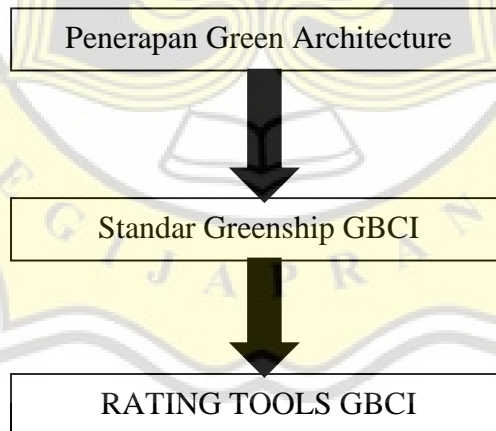 Penerapan Green Architecture
Standar Greenship GBCI
RATING TOOLS GBCI